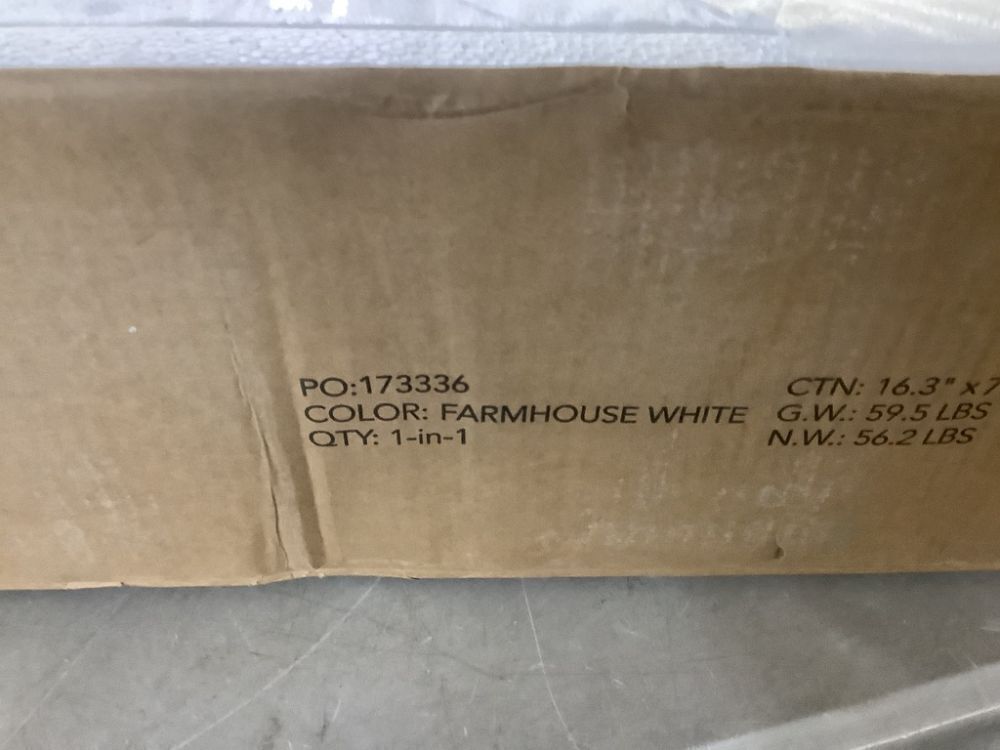 PO:173336
COLOR: FARMHOUSE WHITE
QTY: 1-in-1
CTN: 16.3" x 7
G.W.: 59.5 LBS
N.W.: 56.2 LBS